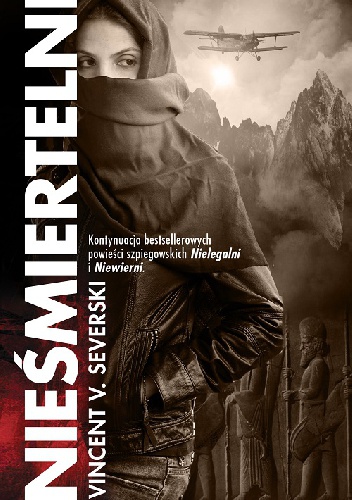 NIEŚMIERTELNI
VINCENT V. SEVERSKI
Kontynuacja bestsellerowych
powieści szpiegowskich Nielegalni
i Niewierni.